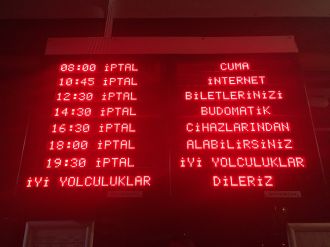 08:00 İPTAL
10:45 İPTAL
12:30 İPTAL
14:30 İPTAL
16:30 İPTAL
18:00 İPTAL
19:30 İPTAL
İYİ YOLCULUKLAR
CUMA
İNTERNET
BİLETLERİNİZİ
BUDOMATİK
CİHAZLARINDAN
ALABİLİRSİNİZ
İYİ YOLCULUKLAR
DİLERİZ